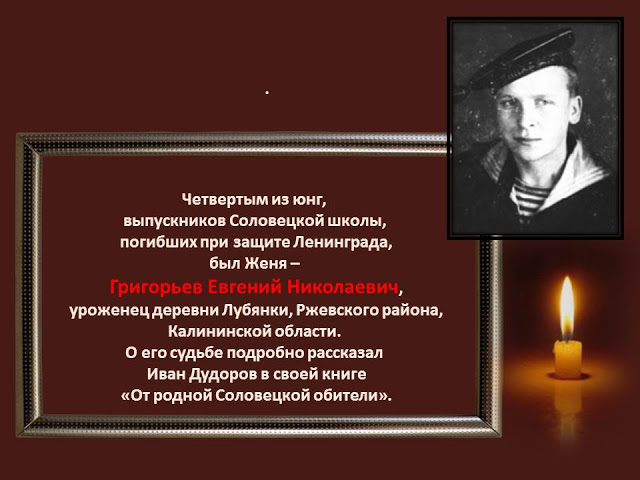 .
Четвертым из юнг,
выпускников Соловецкой школы,
погибших при защите Ленинграда,
был Женя –
Григорьев Евгений Николаевич,
уроженец деревни Лубянки, Ржевского района,
Калининской области.
О его судьбе подробно рассказал
Иван Дудоров в своей книге
«От родной Соловецкой обители».